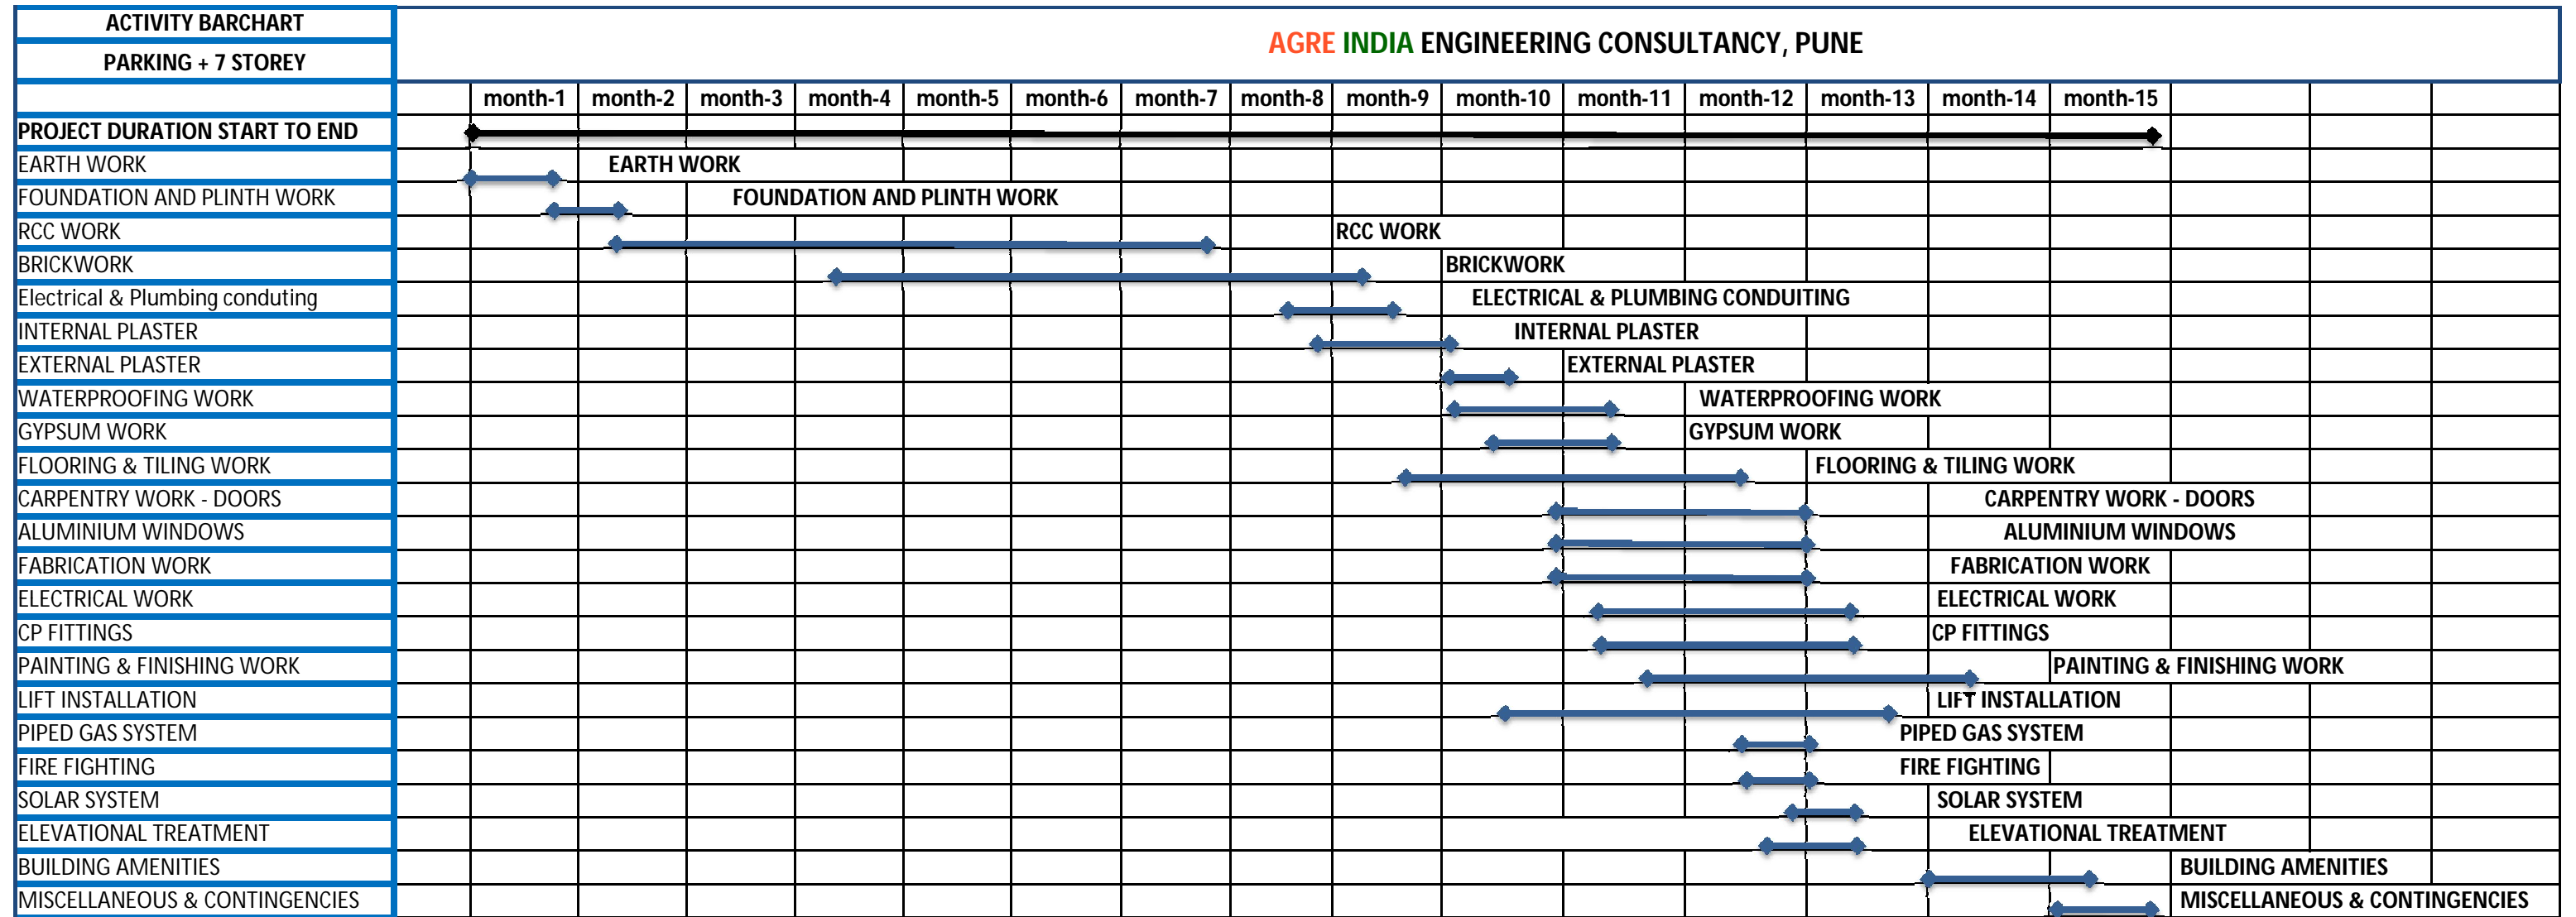 ACTIVITY BARCHART
PARKING + 7 STOREY
AGRE INDIA ENGINEERING CONSULTANCY, PUNE
month-1 month-2 month-3 month-4 month-5 month-6 month-7 month-8 month-9 month-10 month-11 month-12 month-13 month-14 month-15
PROJECT DURATION START TO END
EARTH WORK EARTH WORK
FOUNDATION AND PLINTH WORK FOUNDATION AND PLINTH WORK
RCC WORK RCC WORK
BRICKWORK BRICKWORK
Electrical & Plumbing conduting ELECTRICAL & PLUMBING CONDUITING
INTERNAL PLASTER INTERNAL PLASTER
EXTERNAL PLASTER EXTERNAL PLASTER
WATERPROOFING WORK WATERPROOFING WORK
GYPSUM WORK GYPSUM WORK
FLOORING & TILING WORK FLOORING & TILING WORK
CARPENTRY WORK - DOORS CARPENTRY WORK - DOORS
ALUMINIUM WINDOWS ALUMINIUM WINDOWS
FABRICATION WORK FABRICATION WORK
ELECTRICAL WORK ELECTRICAL WORK
CP FITTINGS CP FITTINGS
PAINTING & FINISHING WORK PAINTING & FINISHING WORK
LIFT INSTALLATION LIFT INSTALLATION
PIPED GAS SYSTEM PIPED GAS SYSTEM
FIRE FIGHTING FIRE FIGHTING
SOLAR SYSTEM SOLAR SYSTEM
ELEVATIONAL TREATMENT ELEVATIONAL TREATMENT
BUILDING AMENITIES BUILDING AMENITIES
MISCELLANEOUS & CONTINGENCIES MISCELLANEOUS & CONTINGENCIES